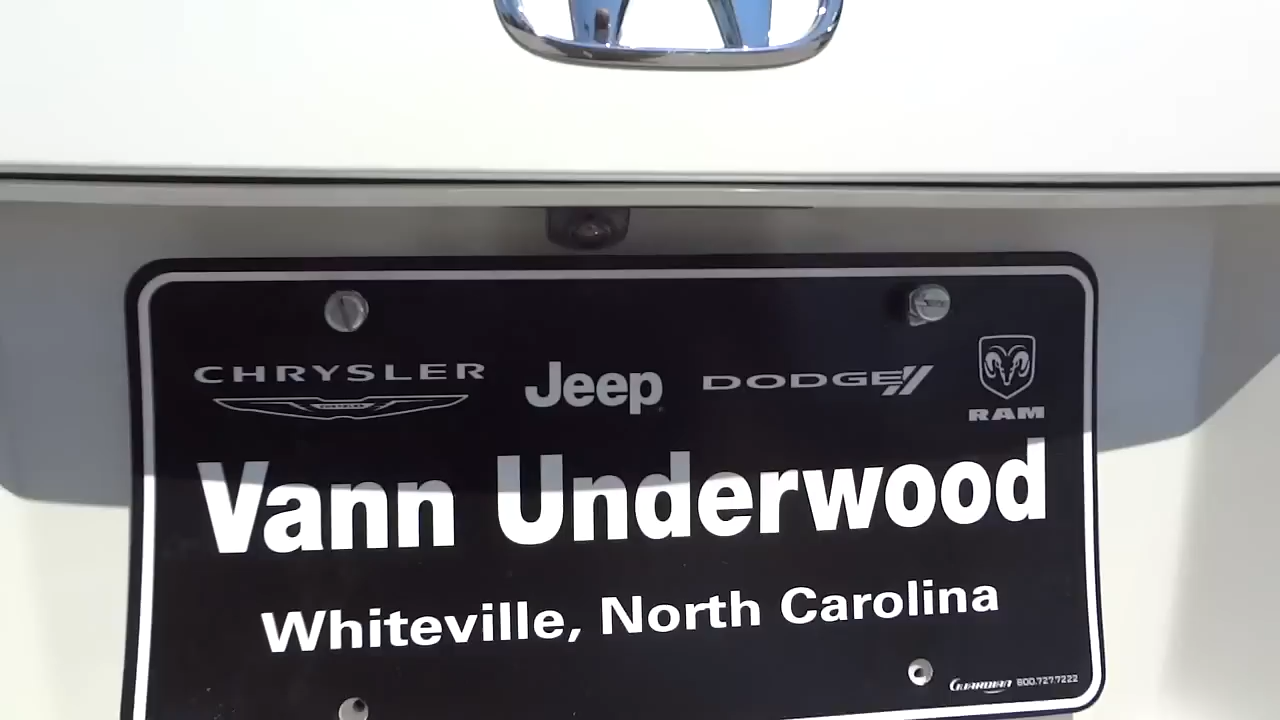 CHRYSLER Jeep DODGE RAM
Vann Underwood
Whiteville, North Carolina
GUARDIAN 800.727.7222